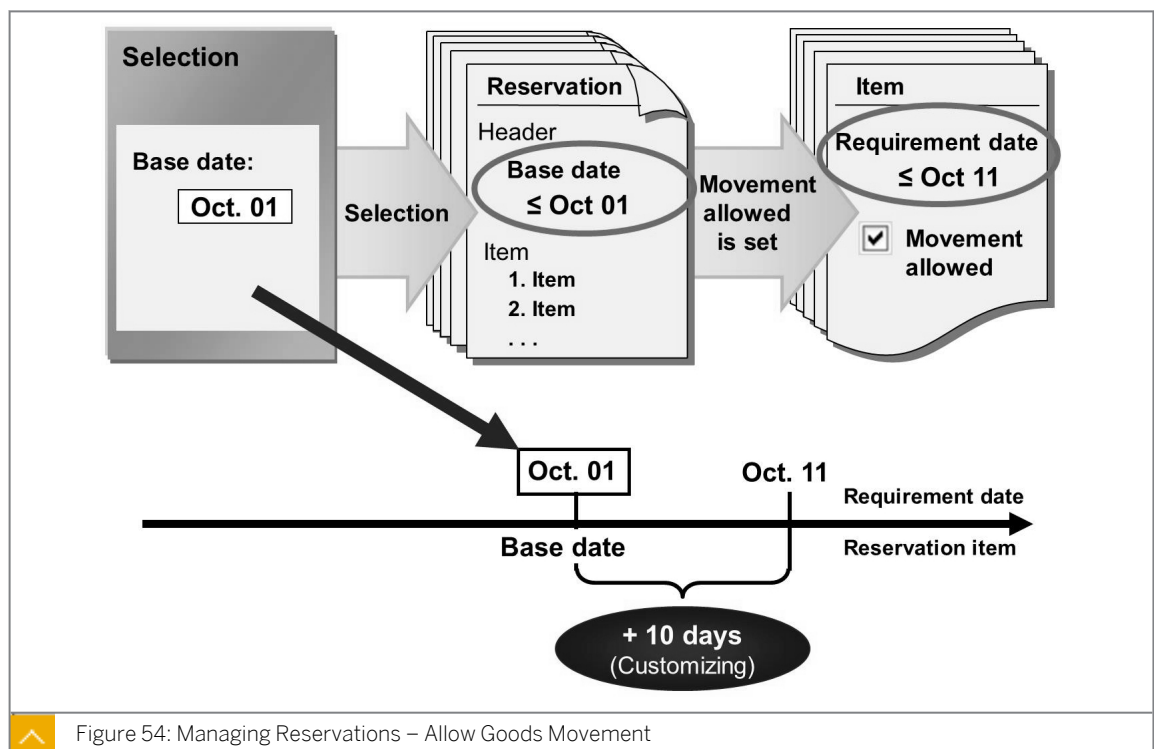 Selection
Base date:
Oct. 01
Selection
Reservation
Header
Base date
≤ Oct 01
Item
1. Item
2. Item
. . .
Movement
allowed
is set
Item
Requirement date
≤ Oct 11
Movement
allowed
Oct. 01
Oct. 11
Requirement date
Base date
Reservation item
+ 10 days
(Customizing)
Figure 54: Managing Reservations – Allow Goods Movement